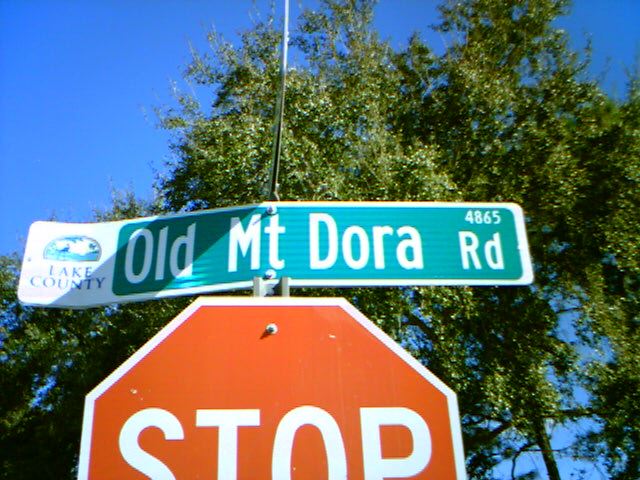 4865
Old Mt Dora Rd
LAKE
COUNTY
STOP